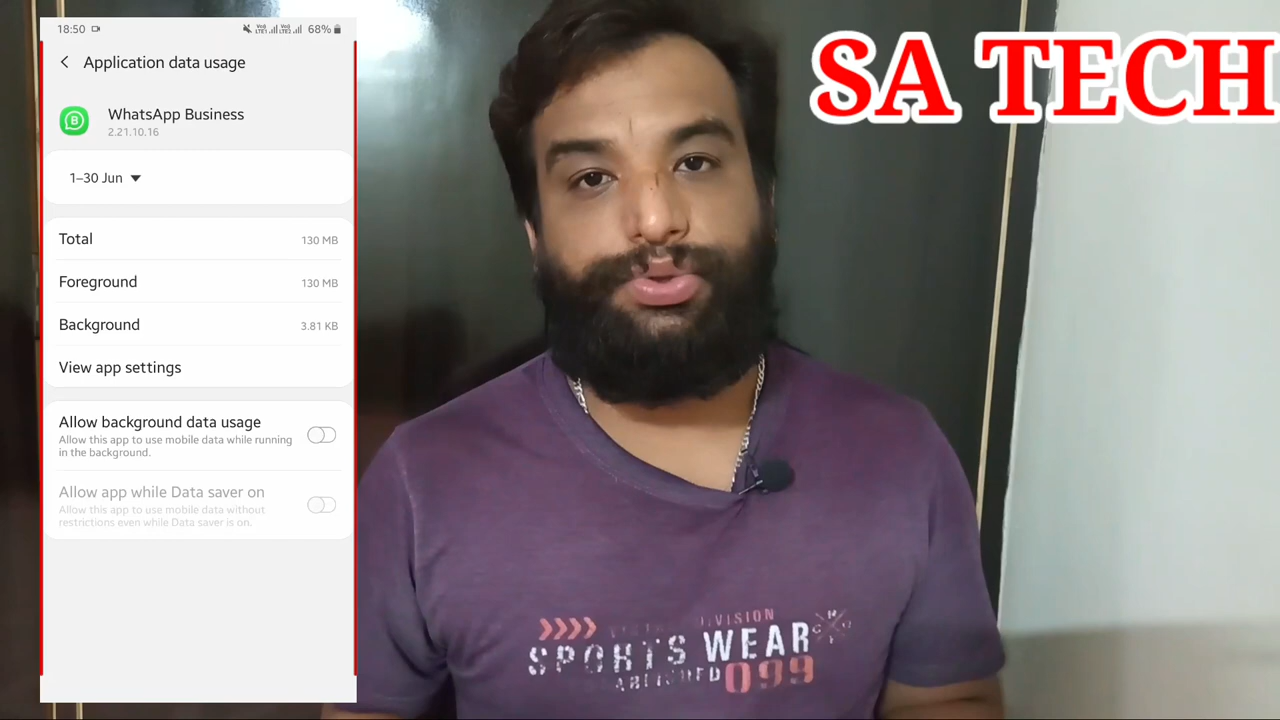 18:50 68%
Application data usage
WhatsApp Business
2.21.10.16
1–30 Jun
Total 130 MB
Foreground 130 MB
Background 3.81 KB
View app settings
Allow background data usage
Allow this app to use mobile data while running
in the background.
Allow app while Data saver on
Allow this app to use mobile data without
restrictions even while Data saver is on.
SA TECH
DIVISION
SPORTS WEAR
099